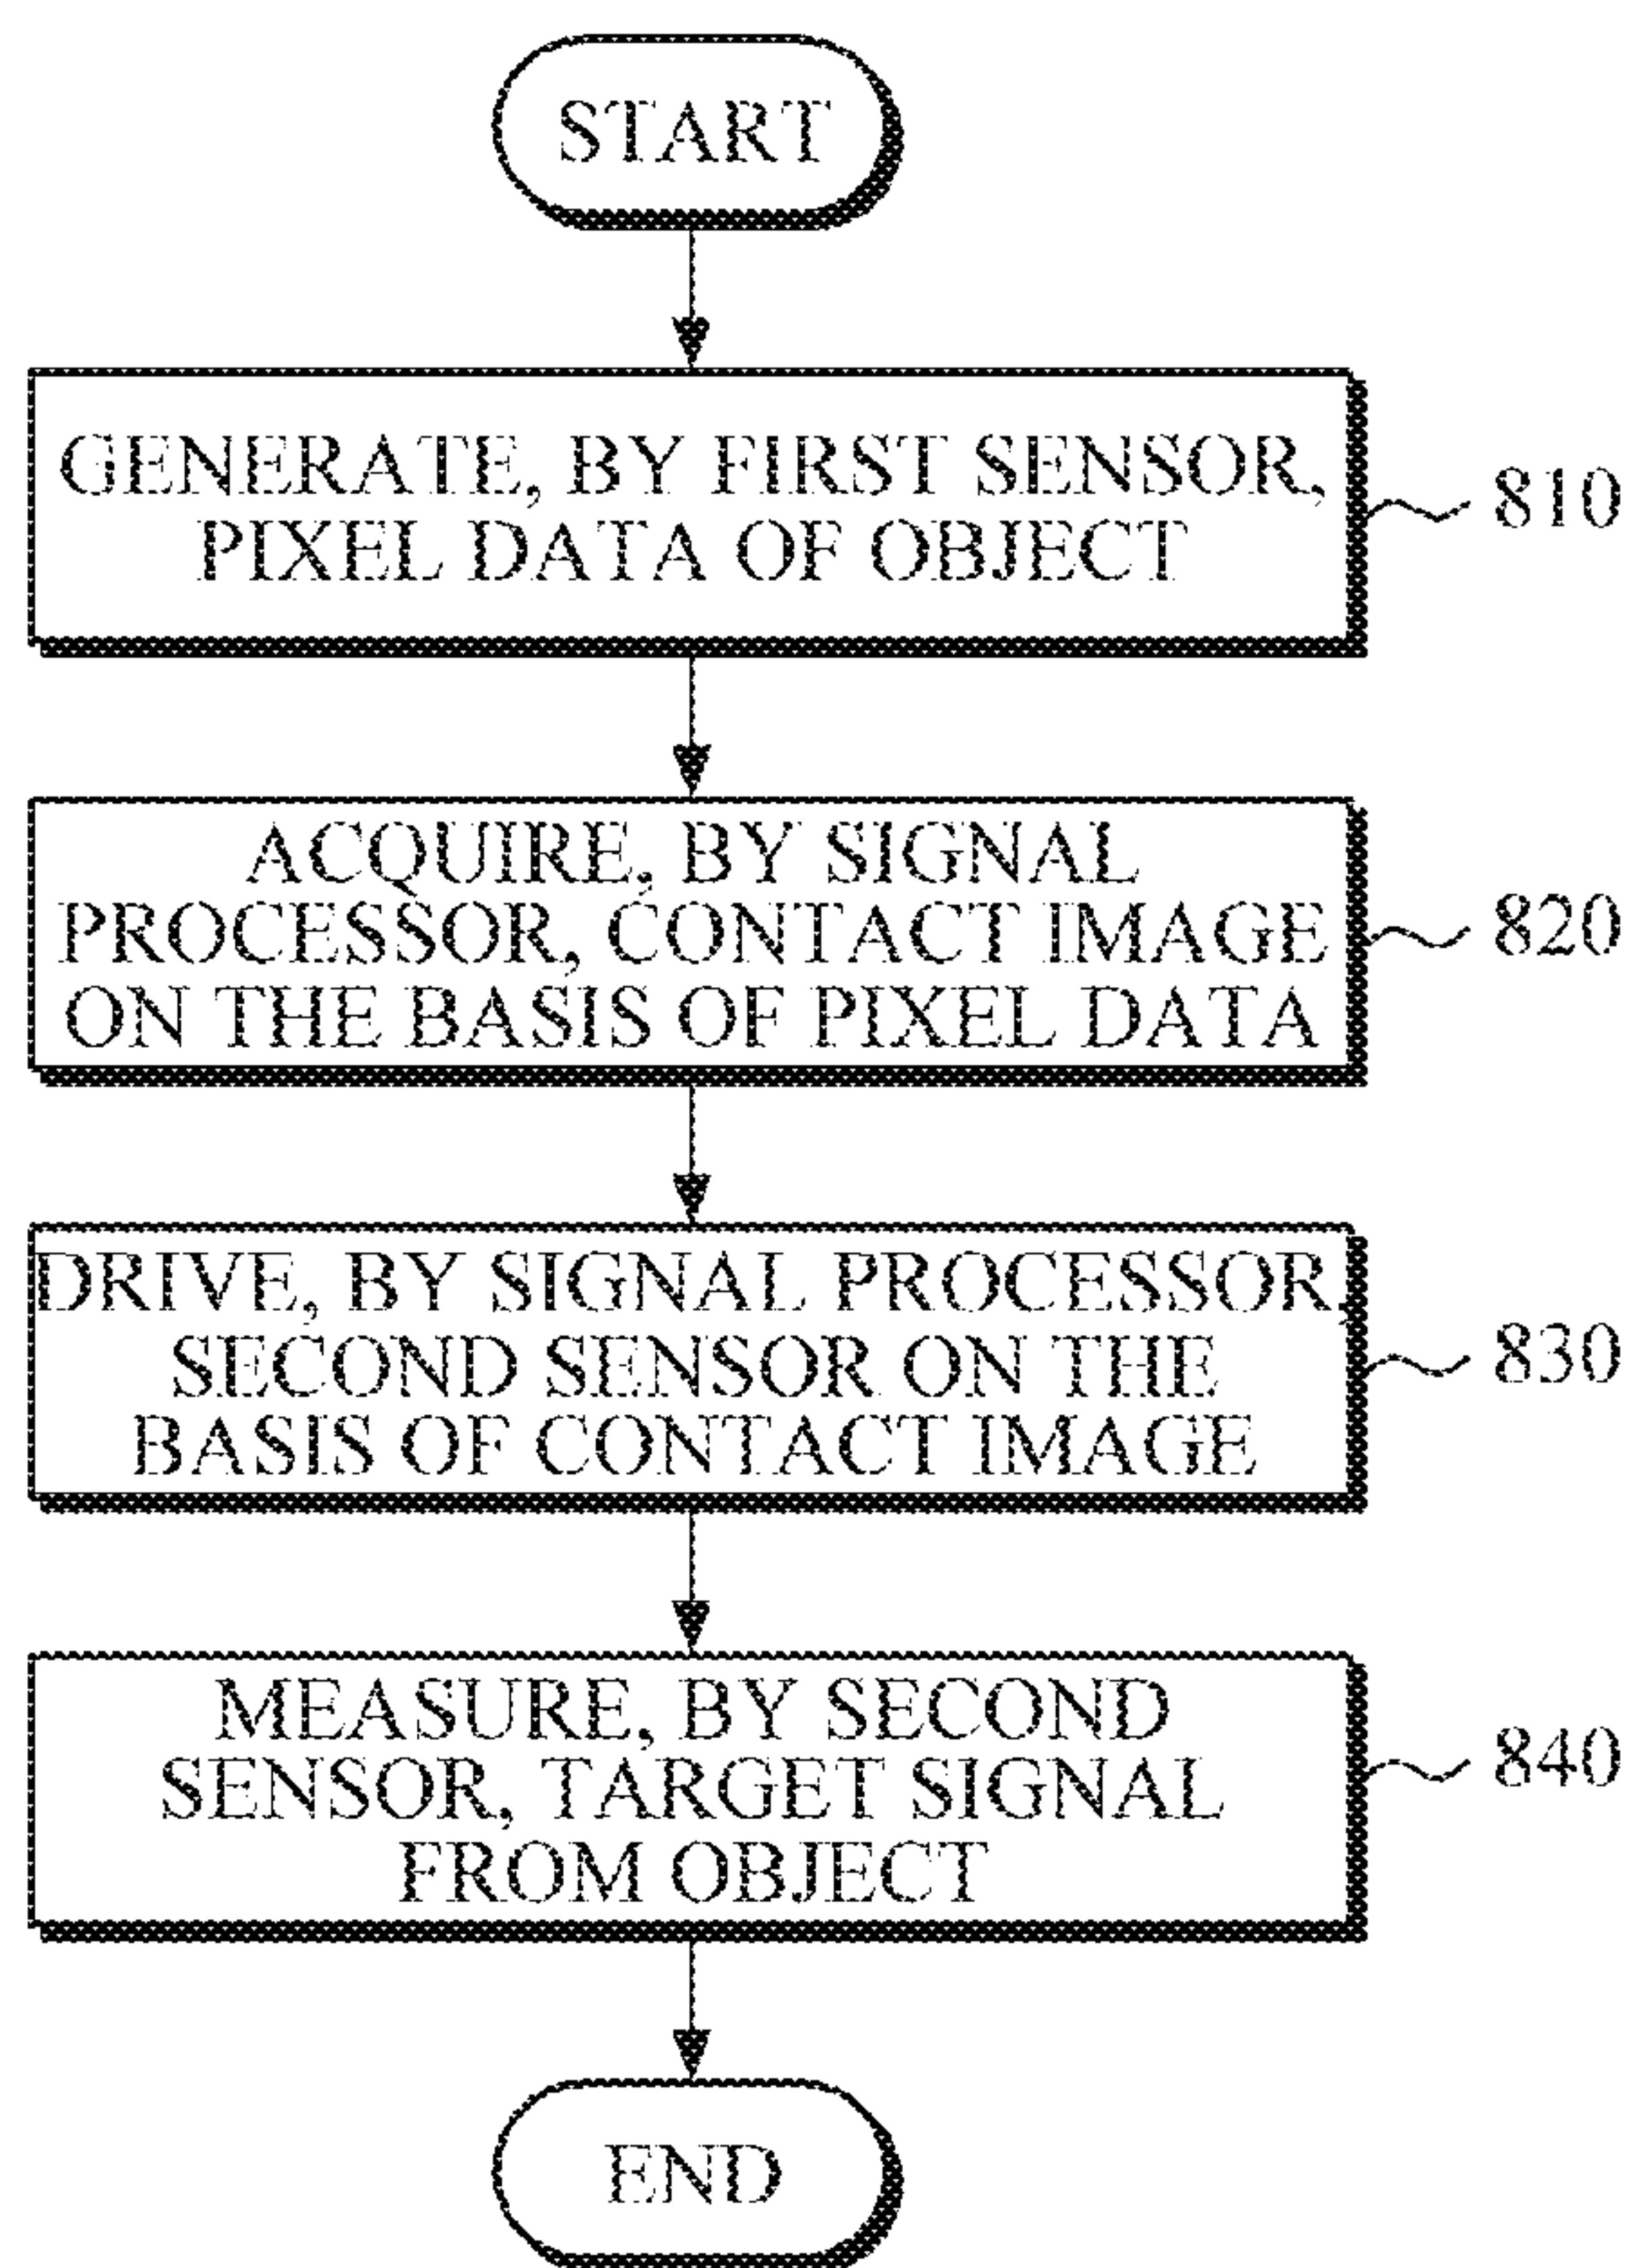 START
GENERATE, BY FIRST SENSOR,
PIXEL DATA OF OBJECT
810
ACQUIRE, BY SIGNAL
PROCESSOR, CONTACT IMAGE
ON THE BASIS OF PIXEL DATA
820
DRIVE, BY SIGNAL PROCESSOR,
SECOND SENSOR ON THE
BASIS OF CONTACT IMAGE
830
MEASURE, BY SECOND
SENSOR, TARGET SIGNAL
FROM OBJECT
840
END